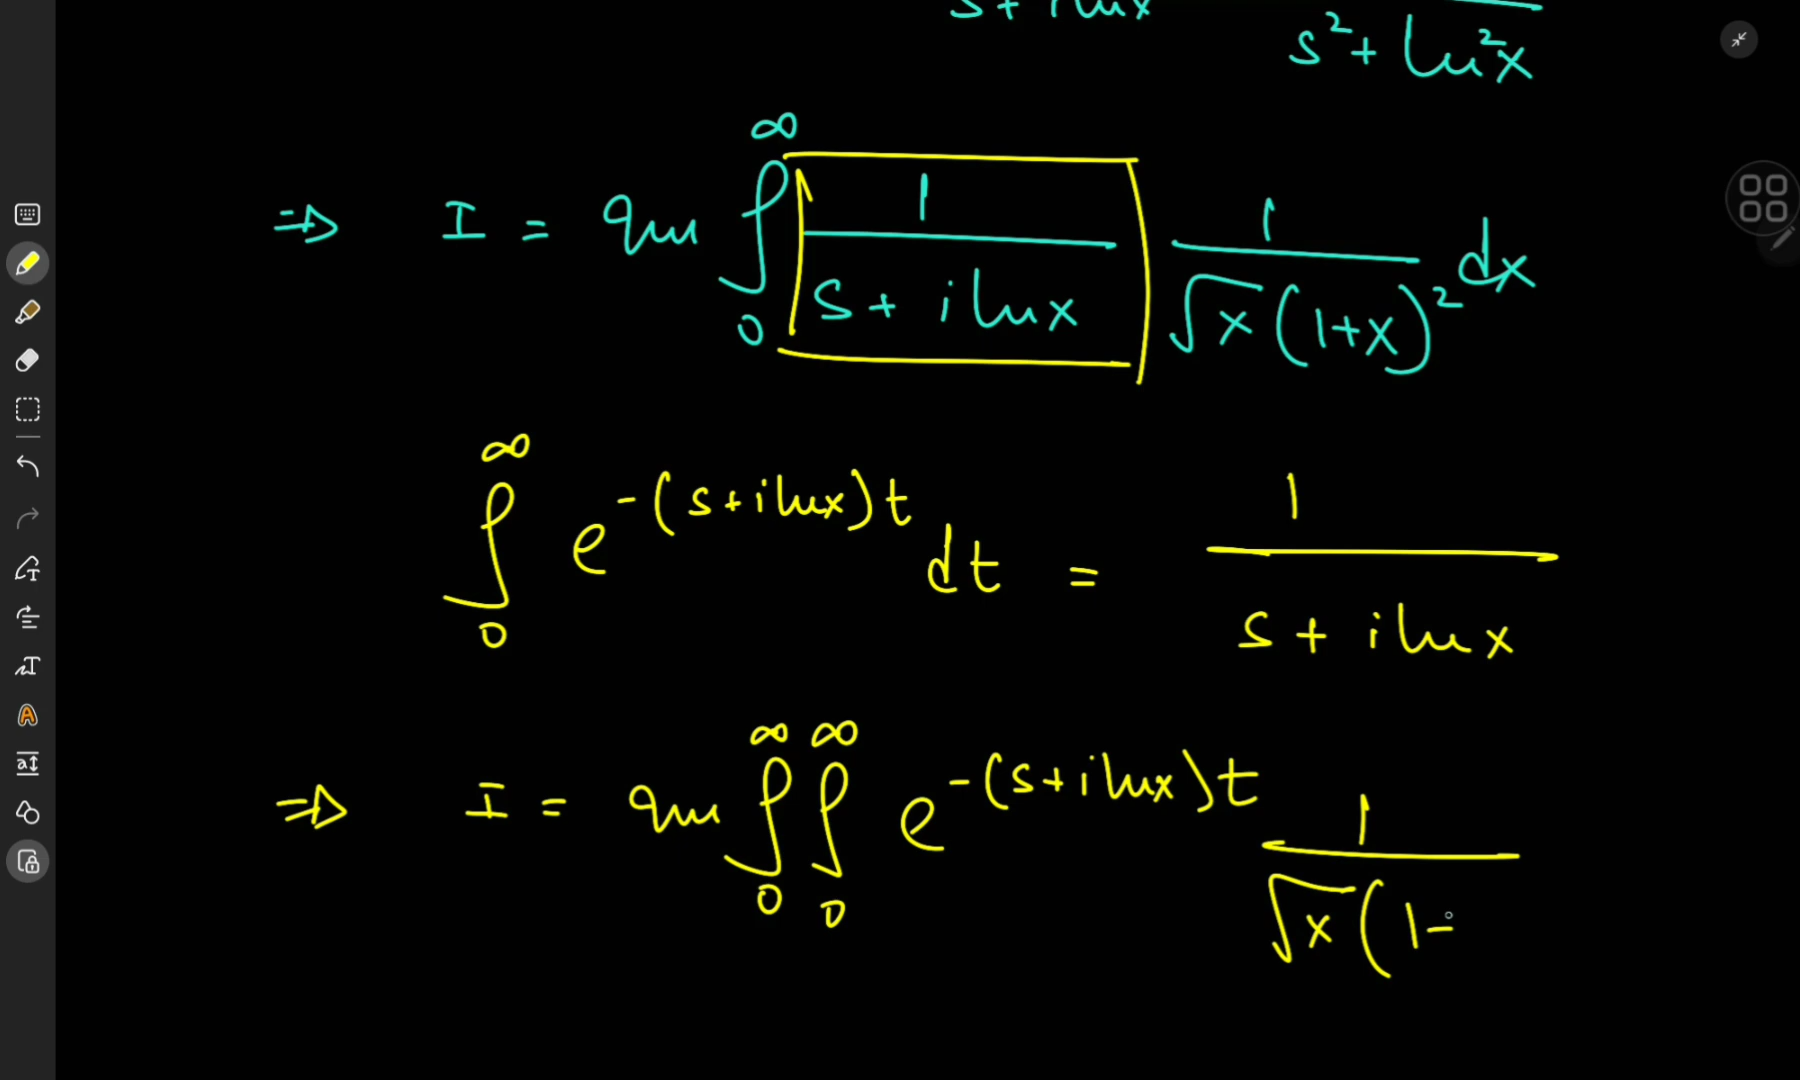 s + i ln x
s² + ln²x
⇒ I = Im ∫₀^∞ 1/(s + i ln x) 1/(√x (1+x)²) dx
∫₀^∞ e^{-(s + i ln x)t} dt = 1/(s + i ln x)
⇒ I = Im ∫₀^∞ ∫₀^∞ e^{-(s + i ln x)t} 1/(√x (1-